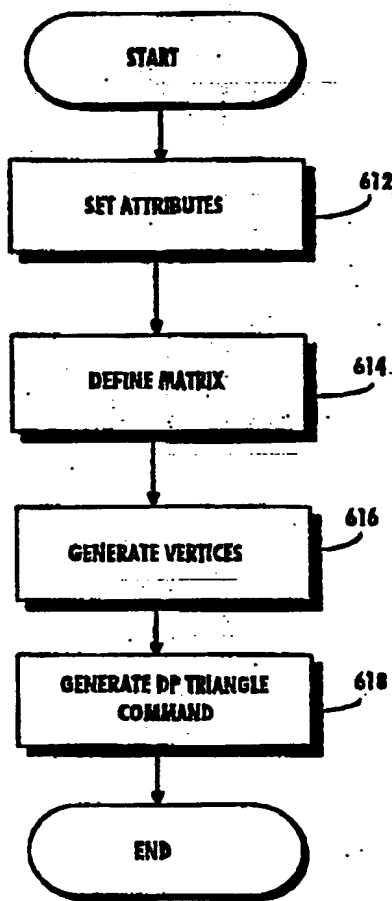 START
SET ATTRIBUTES
612
DEFINE MATRIX
614
GENERATE VERTICES
616
GENERATE DP TRIANGLE
COMMAND
618
END